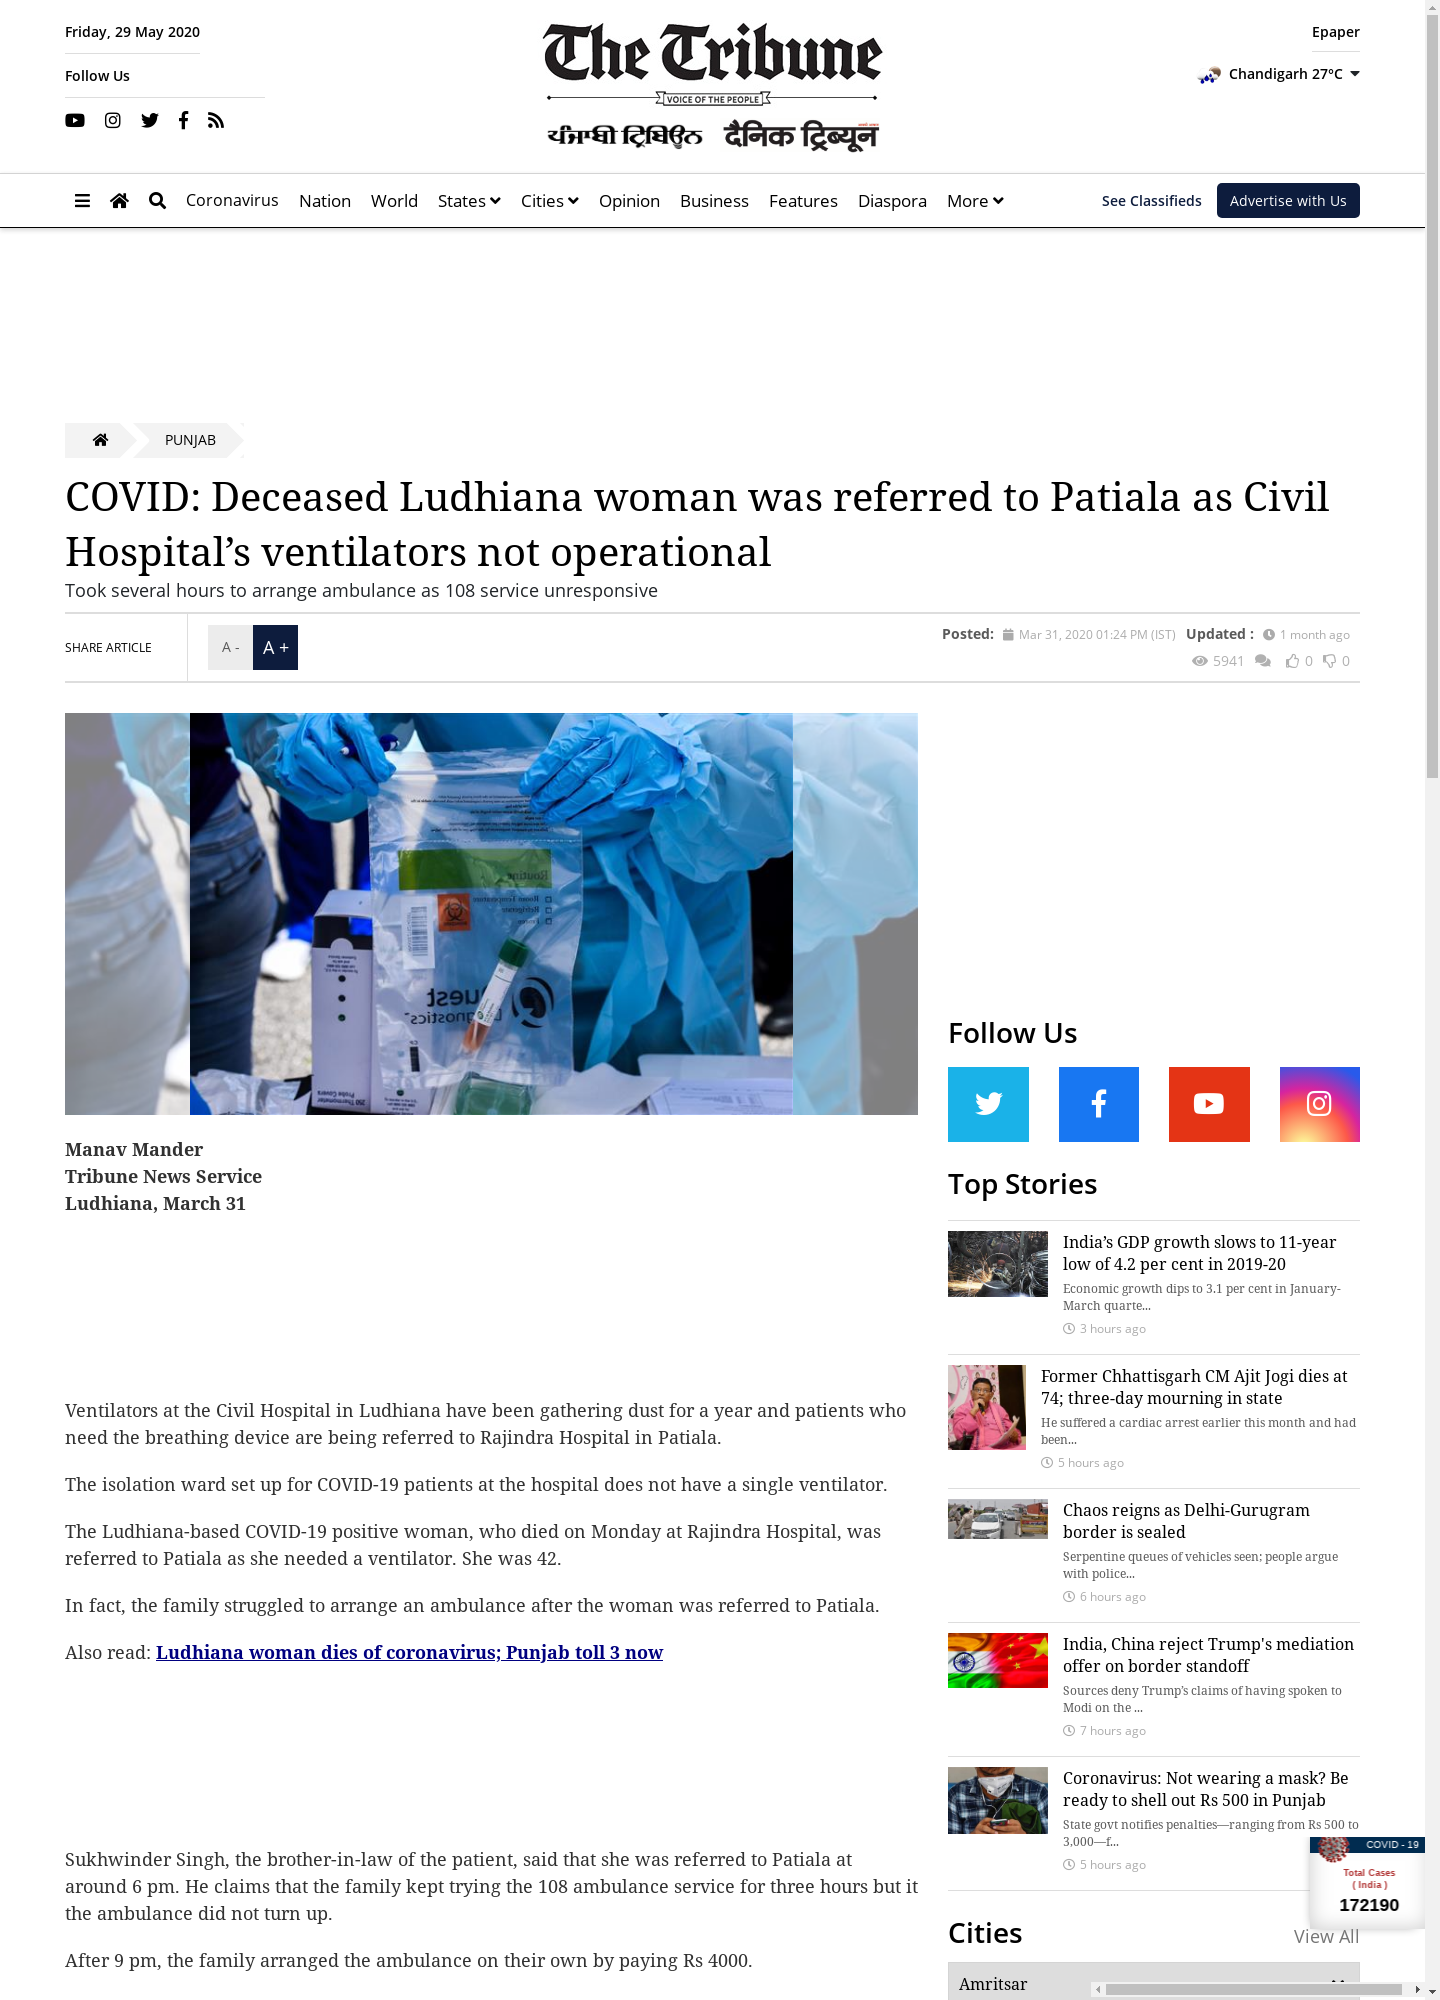 Friday, 29 May 2020
Follow Us
The Tribune
VOICE OF THE PEOPLE
ਪੰਜਾਬੀ ਟ੍ਰਿਬਿਊਨ दैनिक ट्रिब्यून
Epaper
Chandigarh 27°C
Coronavirus Nation World States Cities Opinion Business Features Diaspora More See Classifieds Advertise with Us
PUNJAB
COVID: Deceased Ludhiana woman was referred to Patiala as Civil
Hospital’s ventilators not operational
Took several hours to arrange ambulance as 108 service unresponsive
SHARE ARTICLE
A - A +
Posted: Mar 31, 2020 01:24 PM (IST) Updated : 1 month ago
5941 0 0
Routine
Room Temperature
Refrigerate
Quest
Diagnostics
Manav Mander
Tribune News Service
Ludhiana, March 31
Ventilators at the Civil Hospital in Ludhiana have been gathering dust for a year and patients who
need the breathing device are being referred to Rajindra Hospital in Patiala.
The isolation ward set up for COVID-19 patients at the hospital does not have a single ventilator.
The Ludhiana-based COVID-19 positive woman, who died on Monday at Rajindra Hospital, was
referred to Patiala as she needed a ventilator. She was 42.
In fact, the family struggled to arrange an ambulance after the woman was referred to Patiala.
Also read: Ludhiana woman dies of coronavirus; Punjab toll 3 now
Sukhwinder Singh, the brother-in-law of the patient, said that she was referred to Patiala at
around 6 pm. He claims that the family kept trying the 108 ambulance service for three hours but it
the ambulance did not turn up.
After 9 pm, the family arranged the ambulance on their own by paying Rs 4000.
Follow Us
Top Stories
India’s GDP growth slows to 11-year
low of 4.2 per cent in 2019-20
Economic growth dips to 3.1 per cent in January-
March quarte...
3 hours ago
Former Chhattisgarh CM Ajit Jogi dies at
74; three-day mourning in state
He suffered a cardiac arrest earlier this month and had
been...
5 hours ago
Chaos reigns as Delhi-Gurugram
border is sealed
Serpentine queues of vehicles seen; people argue
with police...
6 hours ago
India, China reject Trump's mediation
offer on border standoff
Sources deny Trump’s claims of having spoken to
Modi on the ...
7 hours ago
Coronavirus: Not wearing a mask? Be
ready to shell out Rs 500 in Punjab
State govt notifies penalties—ranging from Rs 500 to
3,000—f...
5 hours ago
COVID - 19
Total Cases
( India )
172190
Cities
View All
Amritsar